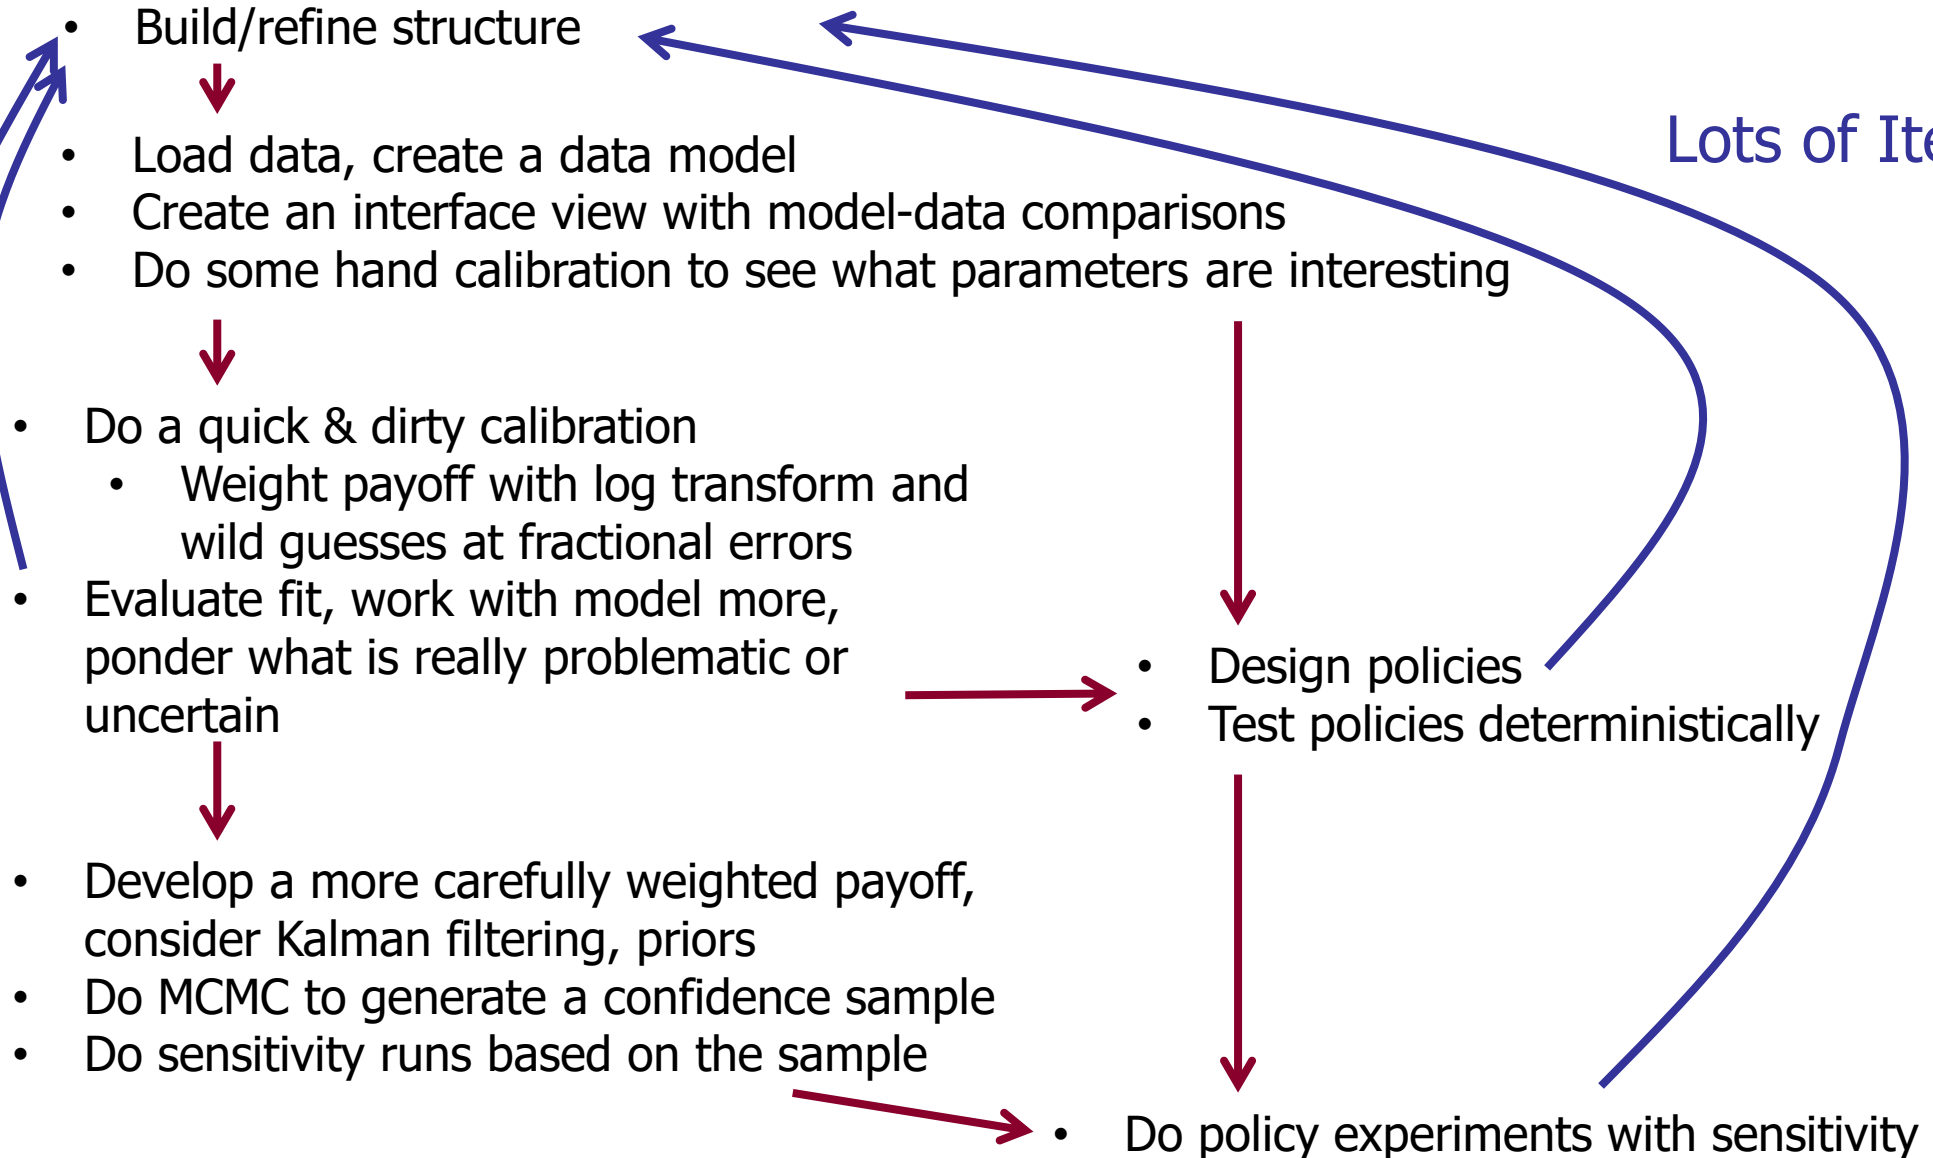 • Build/refine structure
Lots of Ite
• Load data, create a data model
• Create an interface view with model-data comparisons
• Do some hand calibration to see what parameters are interesting
• Do a quick & dirty calibration
• Weight payoff with log transform and
wild guesses at fractional errors
• Evaluate fit, work with model more,
ponder what is really problematic or
uncertain
• Design policies
• Test policies deterministically
• Develop a more carefully weighted payoff,
consider Kalman filtering, priors
• Do MCMC to generate a confidence sample
• Do sensitivity runs based on the sample
• Do policy experiments with sensitivity